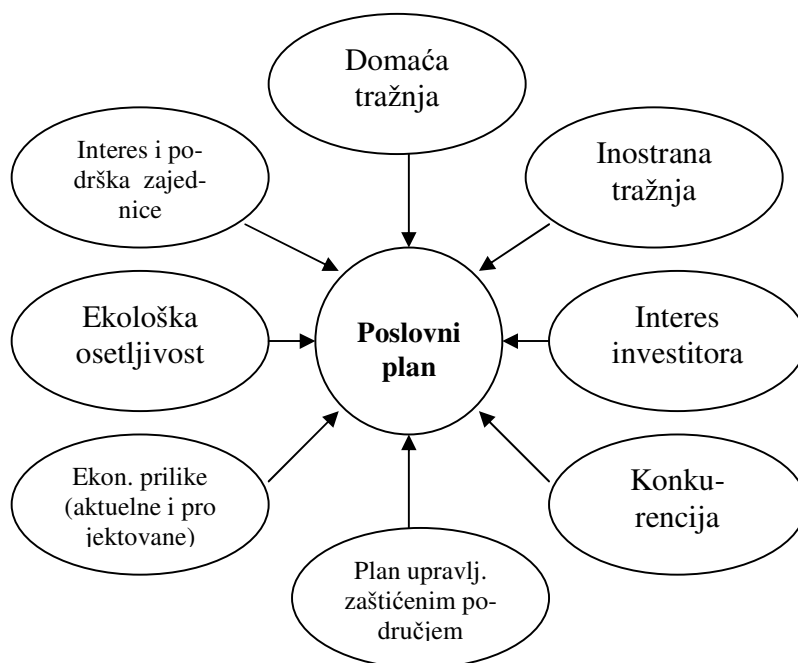 Domaća
tražnja
Interes i po-
drška zajed-
nice
Inostrana
tražnja
Ekološka
osetljivost
Poslovni
plan
Interes
investitora
Ekon. prilike
(aktuelne i pro
jektovane)
Konku-
rencija
Plan upravlj.
zaštićenim po-
dručjem